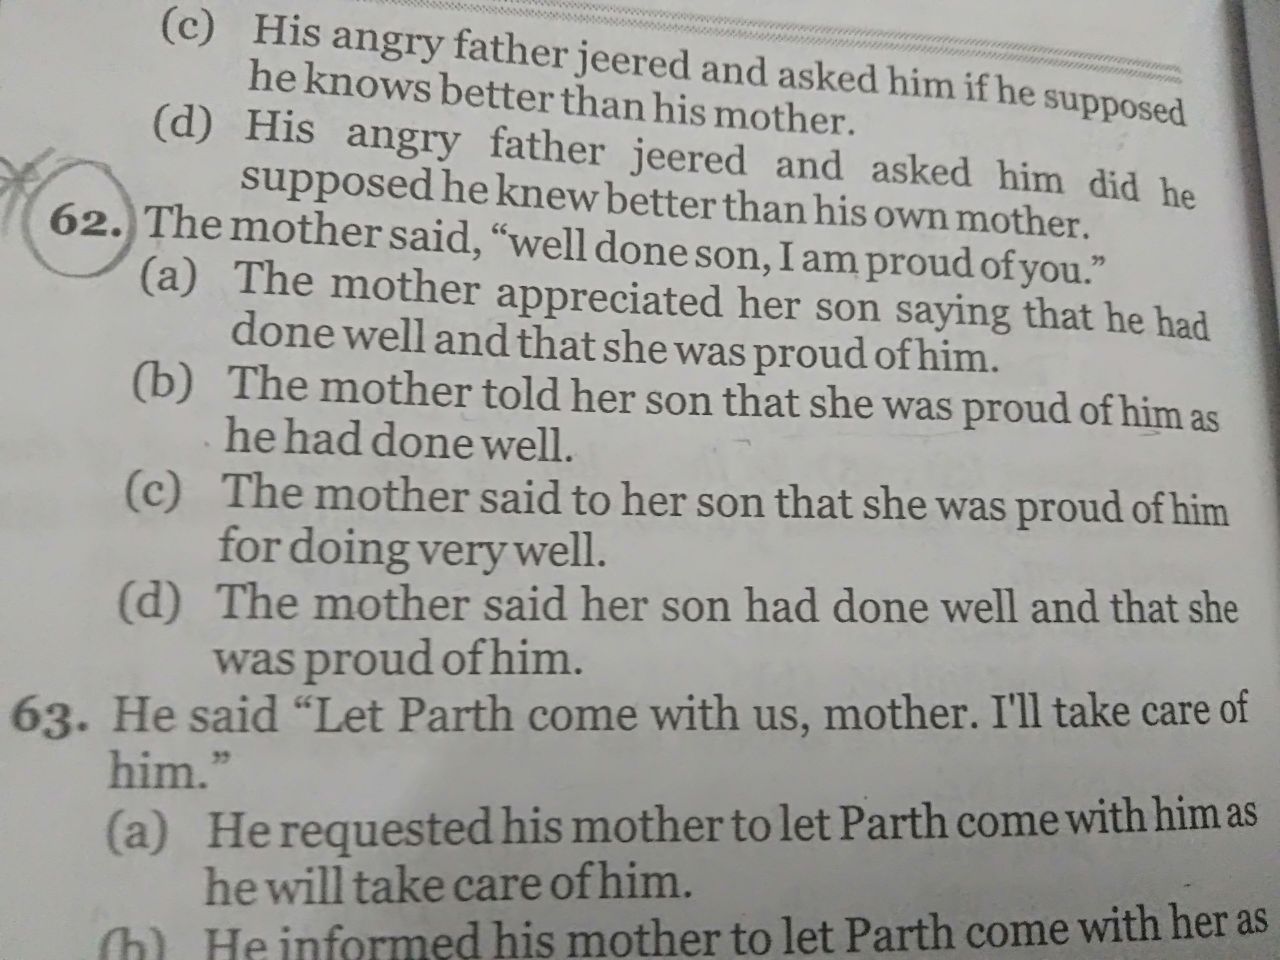 (c) His angry father jeered and asked him if he supposed
he knows better than his mother.
(d) His angry father jeered and asked him did he
supposed he knew better than his own mother.
62. The mother said, “well done son, I am proud of you.”
(a) The mother appreciated her son saying that he had
done well and that she was proud of him.
(b) The mother told her son that she was proud of him as
he had done well.
(c) The mother said to her son that she was proud of him
for doing very well.
(d) The mother said her son had done well and that she
was proud of him.
63. He said “Let Parth come with us, mother. I'll take care of
him.”
(a) He requested his mother to let Parth come with him as
he will take care of him.
(b) He informed his mother to let Parth come with her as